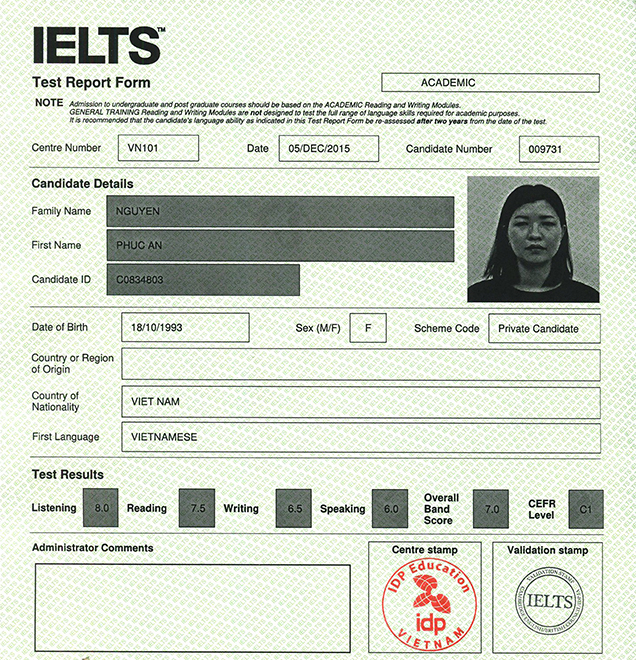 IELTS™
Test Report Form
ACADEMIC
NOTE Admission to undergraduate and post graduate courses should be based on the ACADEMIC Reading and Writing Modules.
GENERAL TRAINING Reading and Writing Modules are not designed to test the full range of language skills required for academic purposes.
It is recommended that the candidate's language ability as indicated in this Test Report Form be re-assessed after two years from the date of the test.
Centre Number VN101 Date 05/DEC/2015 Candidate Number 009731
Candidate Details
Family Name NGUYEN
First Name PHUC AN
Candidate ID C0834803
Date of Birth 18/10/1993 Sex (M/F) F Scheme Code Private Candidate
Country or Region
of Origin
Country of
Nationality VIET NAM
First Language VIETNAMESE
Test Results
Listening 8.0 Reading 7.5 Writing 6.5 Speaking 6.0 Overall Band Score 7.0 CEFR Level C1
Administrator Comments
Centre stamp
IDP Education
idp
VIETNAM
Validation stamp
VALIDATION STAMP
IELTS